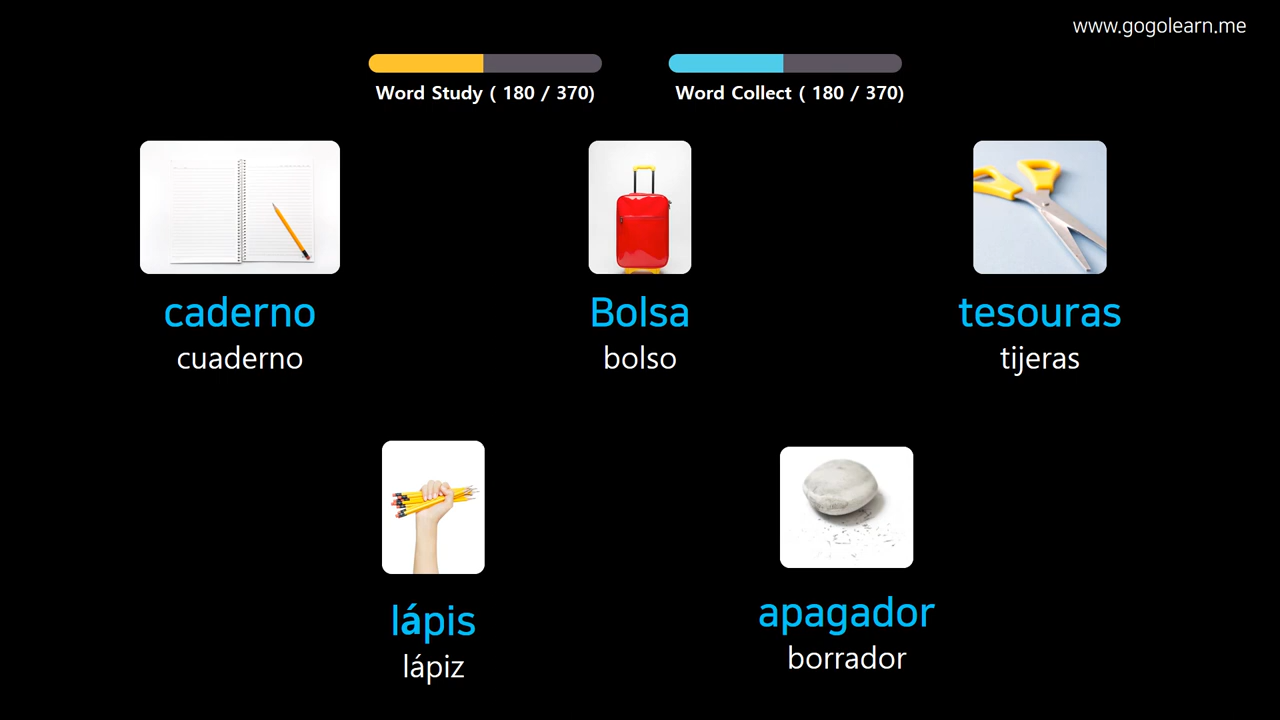 www.gogolearn.me
Word Study ( 180 / 370)
Word Collect ( 180 / 370)
caderno
cuaderno
Bolsa
bolso
tesouras
tijeras
lápis
lápiz
apagador
borrador